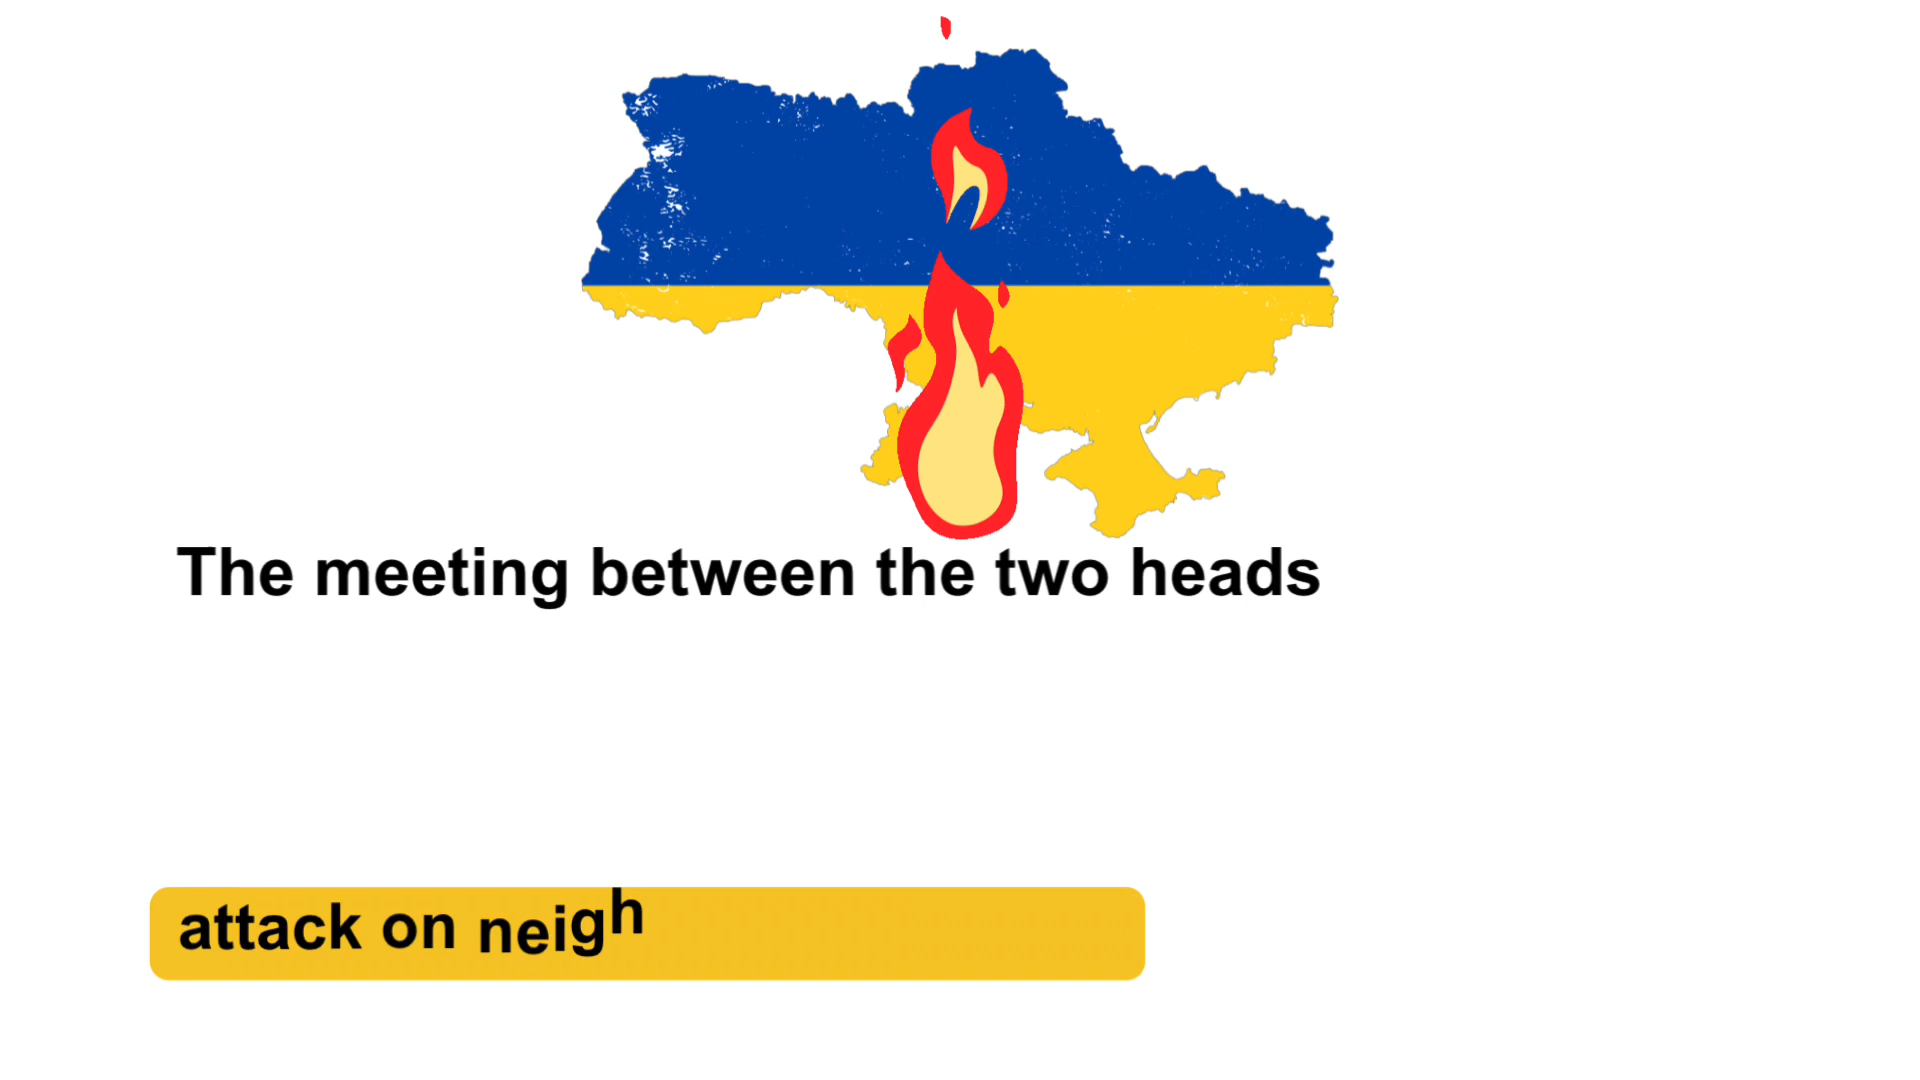 The meeting between the two heads
attack on neigh